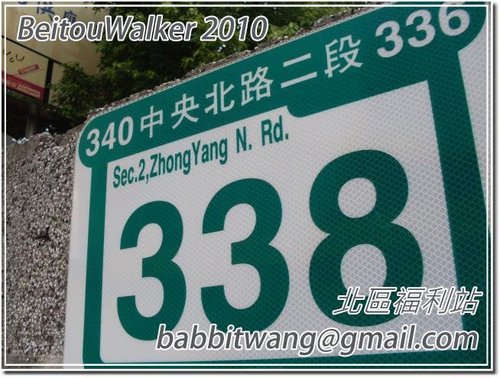 BeitouWalker 2010
340 中央北路二段 336
Sec.2,ZhongYang N. Rd.
338
北區福利站
babbitwang@gmail.com